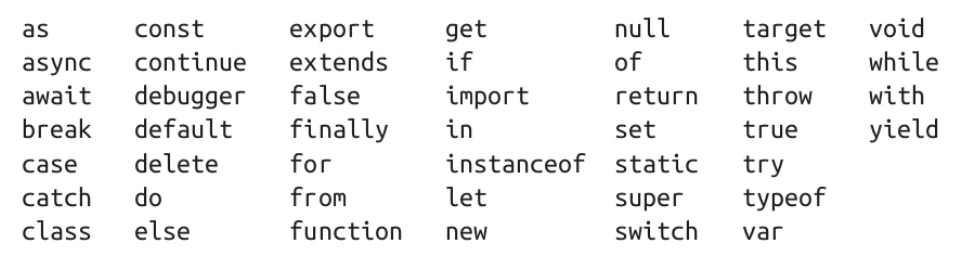 as const export get null target void
async continue extends if of this while
await debugger false import return throw with
break default finally in set true yield
case delete for instanceof static try
catch do from let super typeof
class else function new switch var